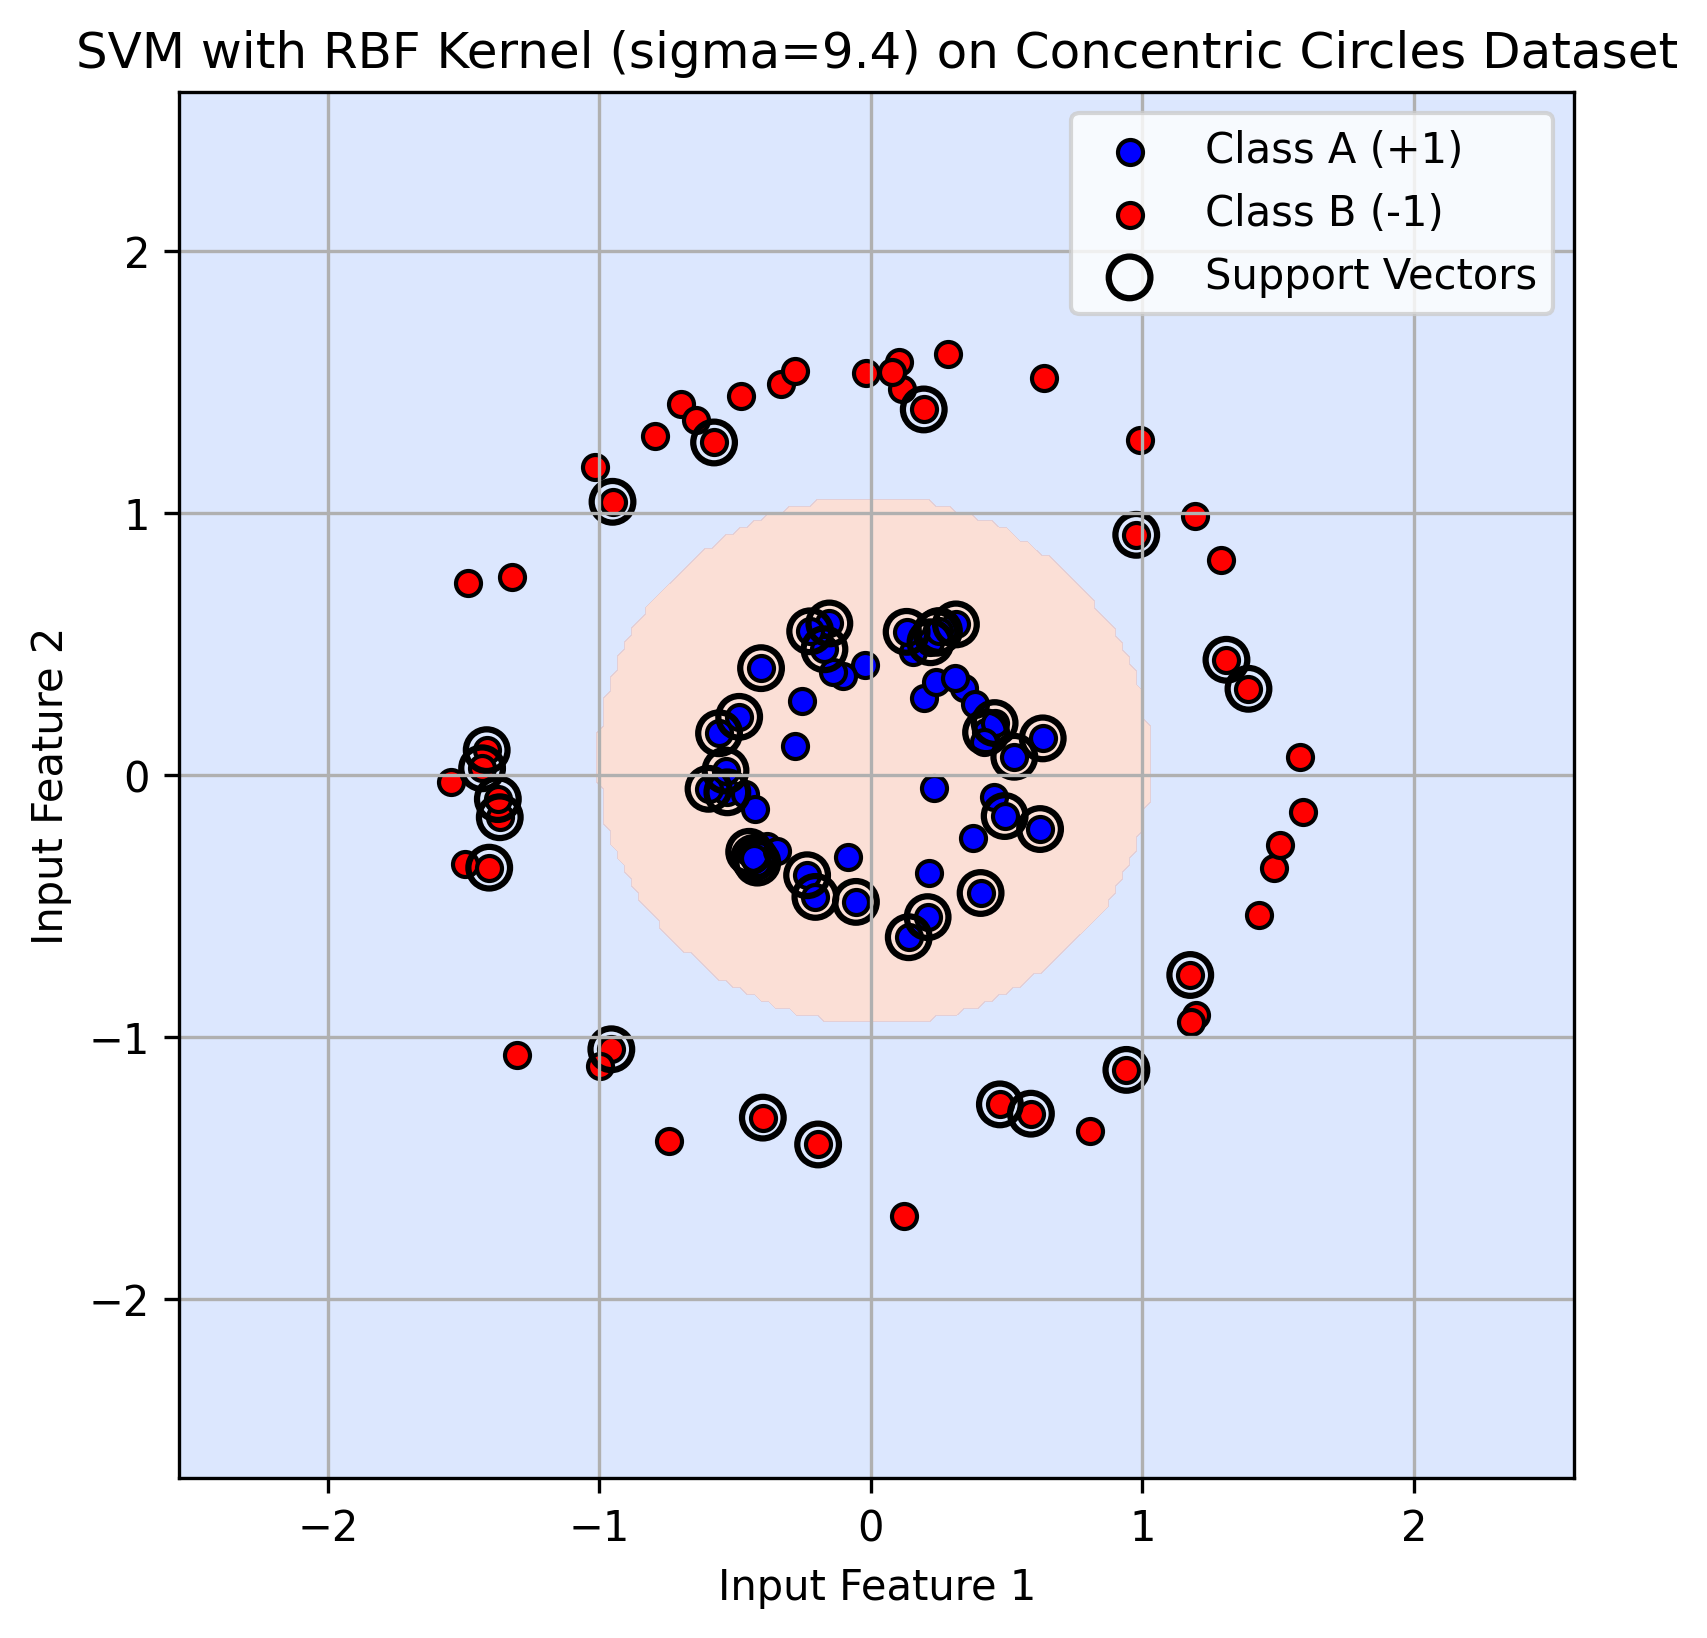 SVM with RBF Kernel (sigma=9.4) on Concentric Circles Dataset
Class A (+1)
Class B (-1)
Support Vectors
2
1
0
−1
−2
Input Feature 2
−2
−1
0
1
2
Input Feature 1